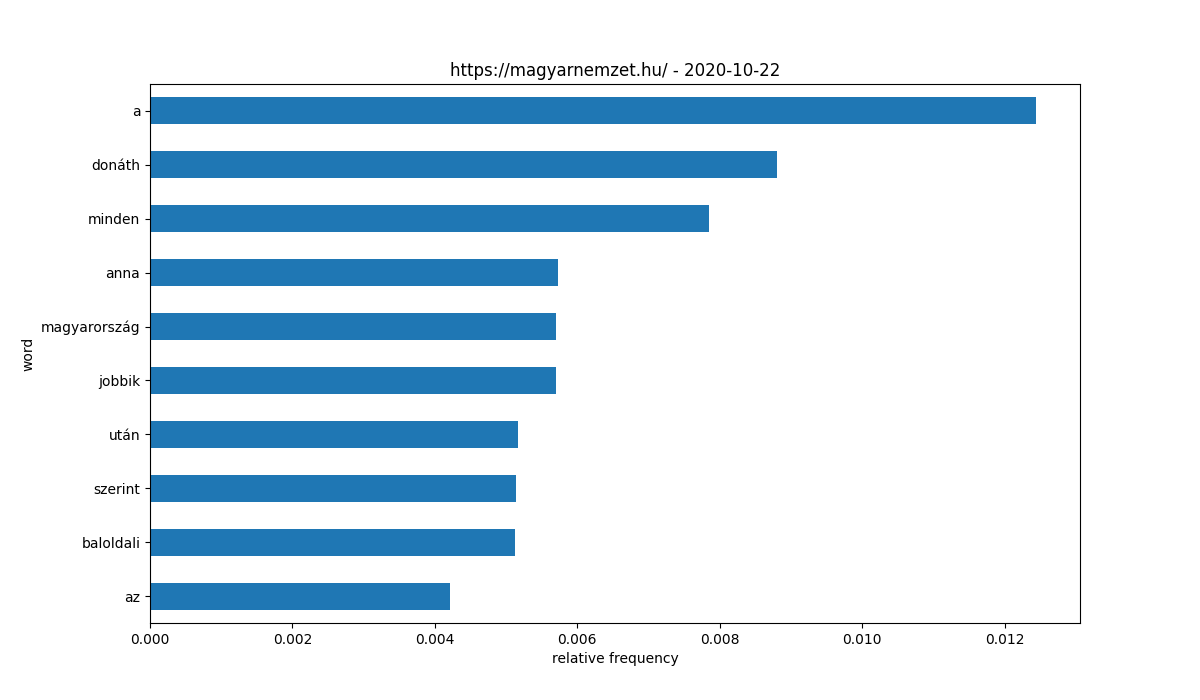 https://magyarnemzet.hu/ - 2020-10-22
a
donáth
minden
anna
magyarország
jobbik
után
szerint
baloldali
az
word
0.000 0.002 0.004 0.006 0.008 0.010 0.012
relative frequency